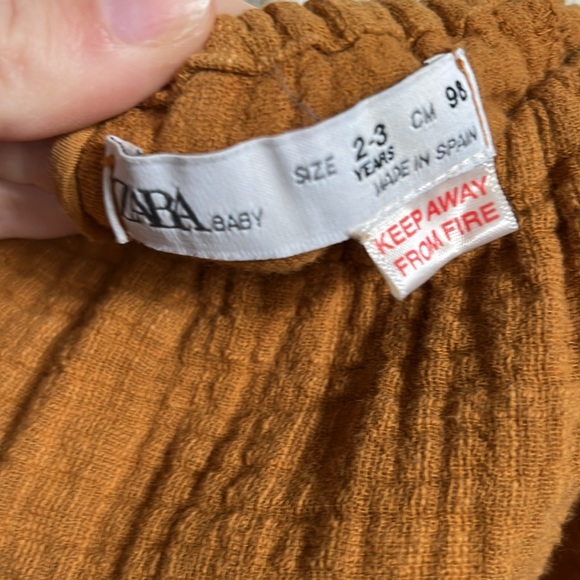 ZARA BABY
SIZE 2-3 YEARS CM 98
MADE IN SPAIN
KEEP AWAY
FROM FIRE